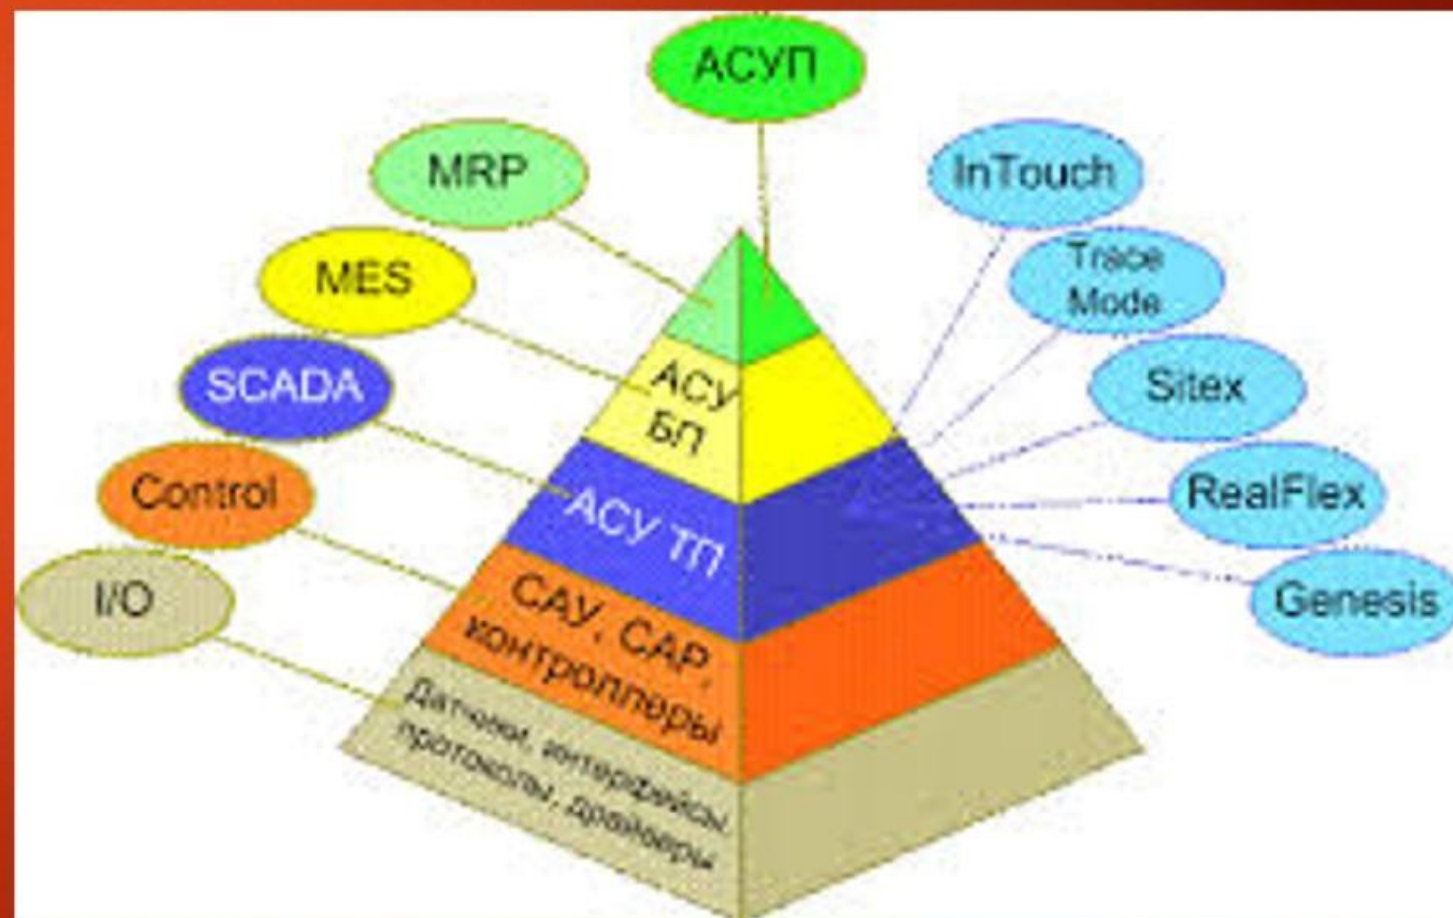 АСУП
MRP
InTouch
MES
Trace
Mode
SCADA
Sitex
Control
RealFlex
I/O
Genesis
АСУ
БП
АСУ ТП
САУ, САР,
контроллеры
Датчики, интерфейсы,
протоколы, драйверы